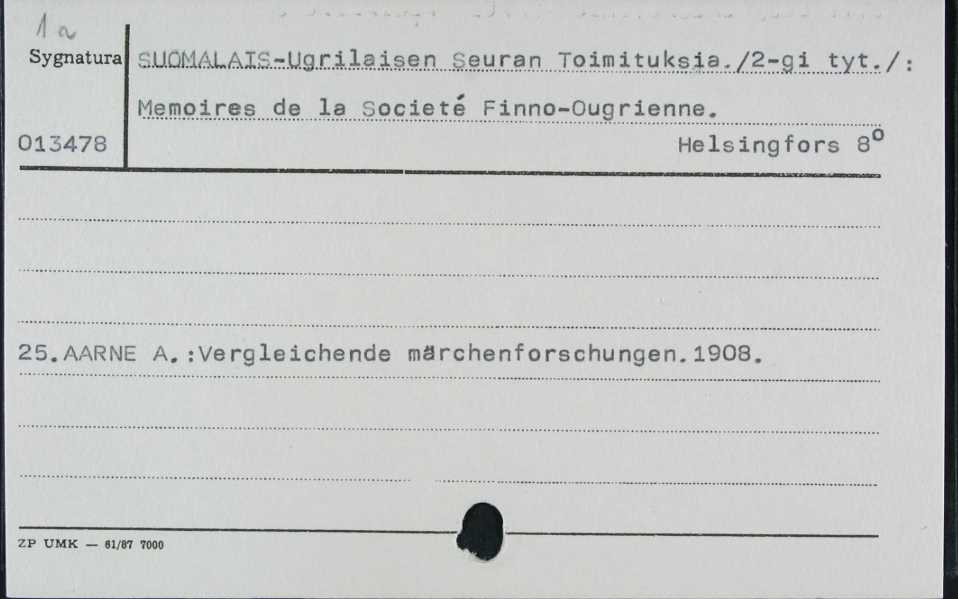 1a
Sygnatura
SUOMALAIS-Ugrilaisen Seuran Toimituksia./2-gi tyt./:
Memoires de la Societé Finno-Ougrienne.
013478
Helsingfors 8º
25.AARNE A.:Vergleichende märchenforschungen.1908.
ZP UMK — 61/87 7000